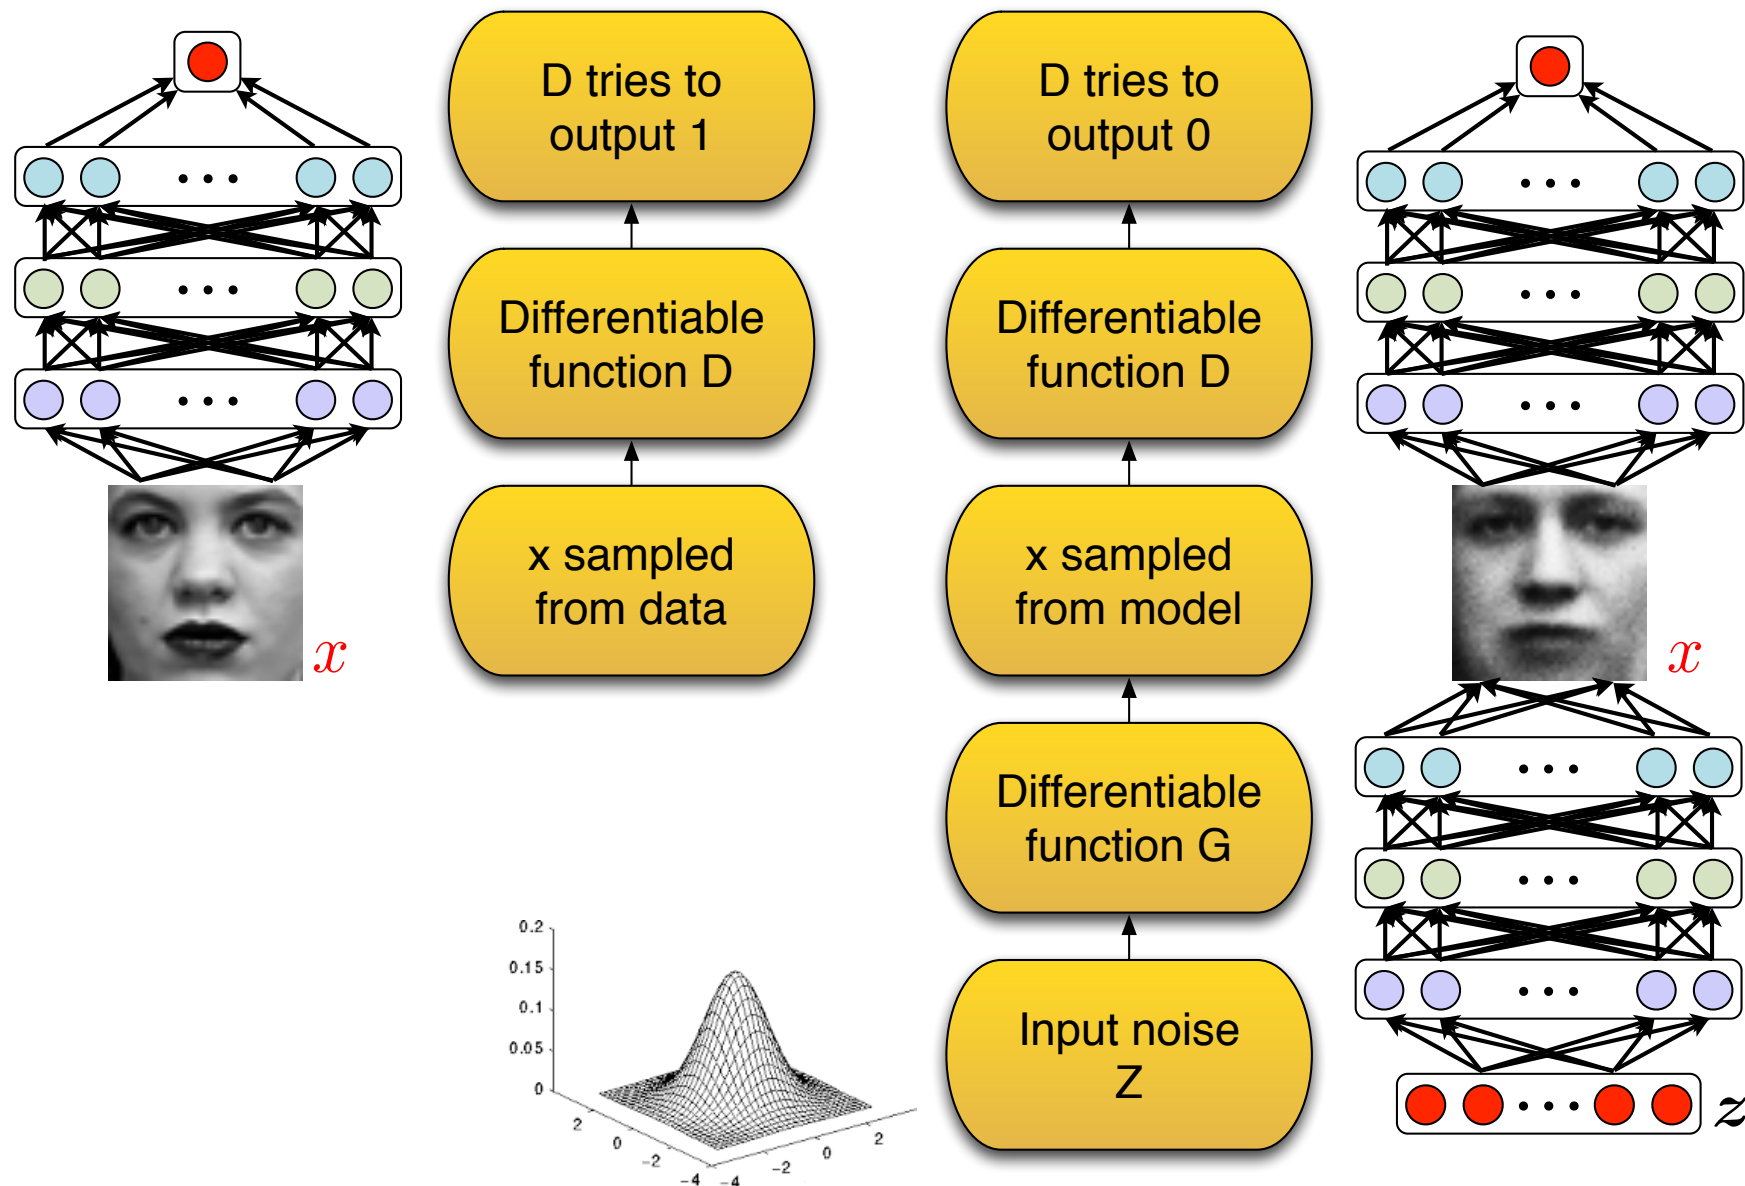 D tries to
output 1
D tries to
output 0
Differentiable
function D
Differentiable
function D
x sampled
from data
x sampled
from model
x
x
Differentiable
function G
Input noise
Z
z
0.2
0.15
0.1
0.05
0
2
0
−2
−4
−4
−2
0
2